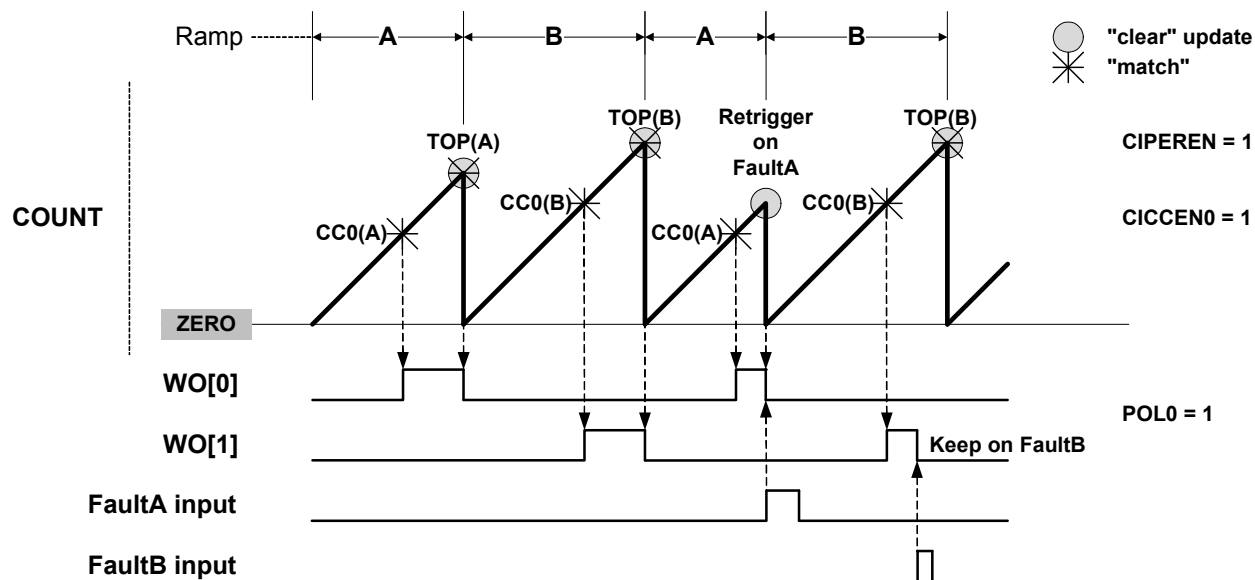 Ramp A B A B
"clear" update
"match"
TOP(A) TOP(B) Retrigger on FaultA TOP(B)
CIPEREN = 1
COUNT
CC0(A) CC0(B) CC0(A) CC0(B)
CICCEN0 = 1
ZERO
WO[0]
POL0 = 1
WO[1] Keep on FaultB
FaultA input
FaultB input